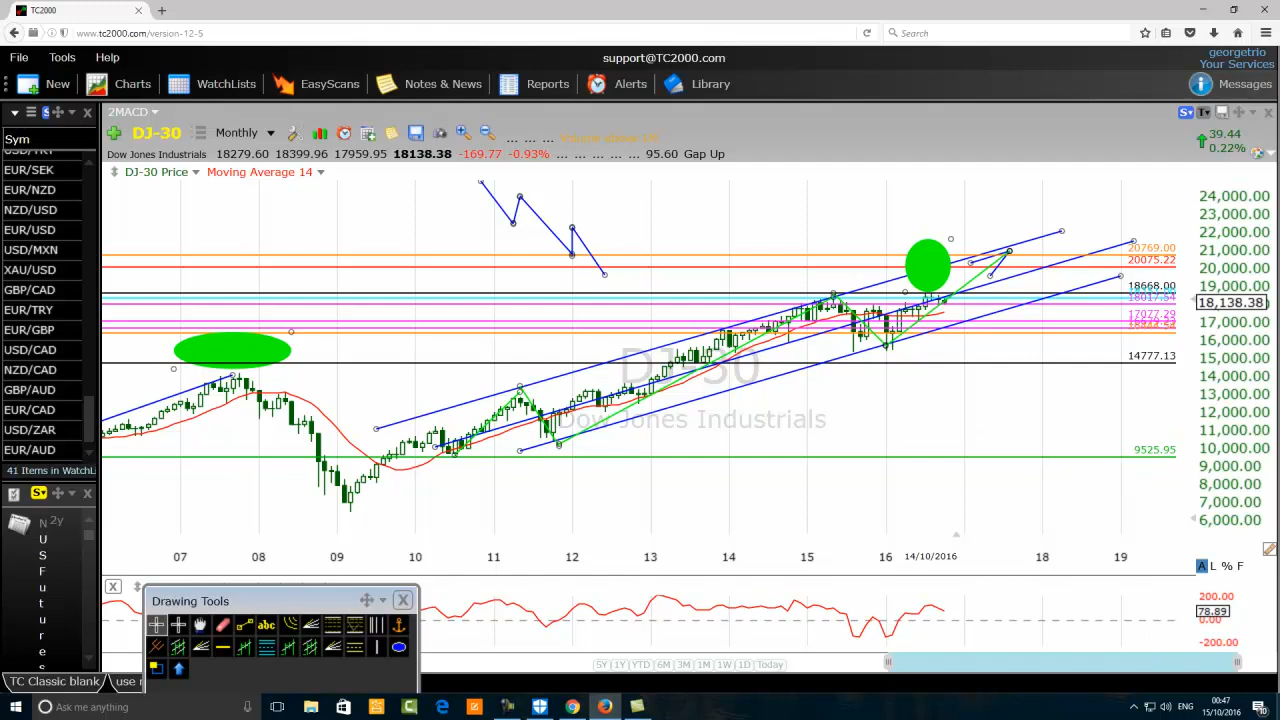 TC2000
www.tc2000.com/version-12-5
Search
File Tools Help
support@TC2000.com
georgetrio
Your Services
New Charts WatchLists EasyScans Notes & News Reports Alerts Library Messages
2MACD
Sym
DJ-30 Monthly
39.44
0.22%
Dow Jones Industrials 18279.60 18399.96 17959.95 18138.38 -169.77 -0.93% ... ... ... ... ... 95.60 Gap Up
DJ-30 Price Moving Average 14
EUR/SEK
EUR/NZD
NZD/USD
EUR/USD
USD/MXN
XAU/USD
GBP/CAD
EUR/TRY
EUR/GBP
USD/CAD
NZD/CAD
GBP/AUD
EUR/CAD
USD/ZAR
EUR/AUD
41 Items in WatchLi
N 2y
U
S
F
u
t
u
r
e
s
TC Classic blank
use r
DJ-30
Dow Jones Industrials
20769.00
20075.22
18668.00
18017.54
17077.29
14777.13
9525.95
24,000.00
23,000.00
22,000.00
21,000.00
20,000.00
19,000.00
18,138.38
17,000.00
16,000.00
15,000.00
14,000.00
13,000.00
12,000.00
11,000.00
10,000.00
9,000.00
8,000.00
7,000.00
6,000.00
07 08 09 10 11 12 13 14 15 16 14/10/2016 18 19
A L % F
200.00
78.89
0.00
-200.00
Drawing Tools
abc
5Y 1Y YTD 6M 3M 1M 1W 1D Today
Ask me anything
ENG
00:47
15/10/2016